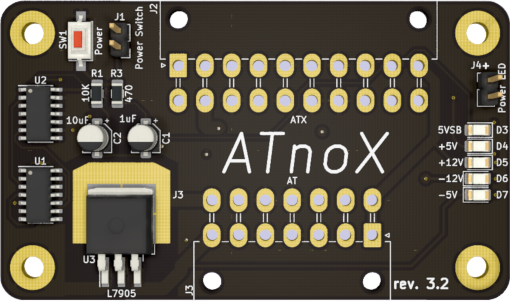 J2
J1
SW1
Power
Power Switch
J4+
Power LED
U2
R1
R3
10K
470
ATX
10uF
1uF
C2
C1
5VSB D3
+5V D4
+12V D5
-12V D6
-5V D7
ATnoX
U1
AT
J3
U3
L7905
J3
rev. 3.2